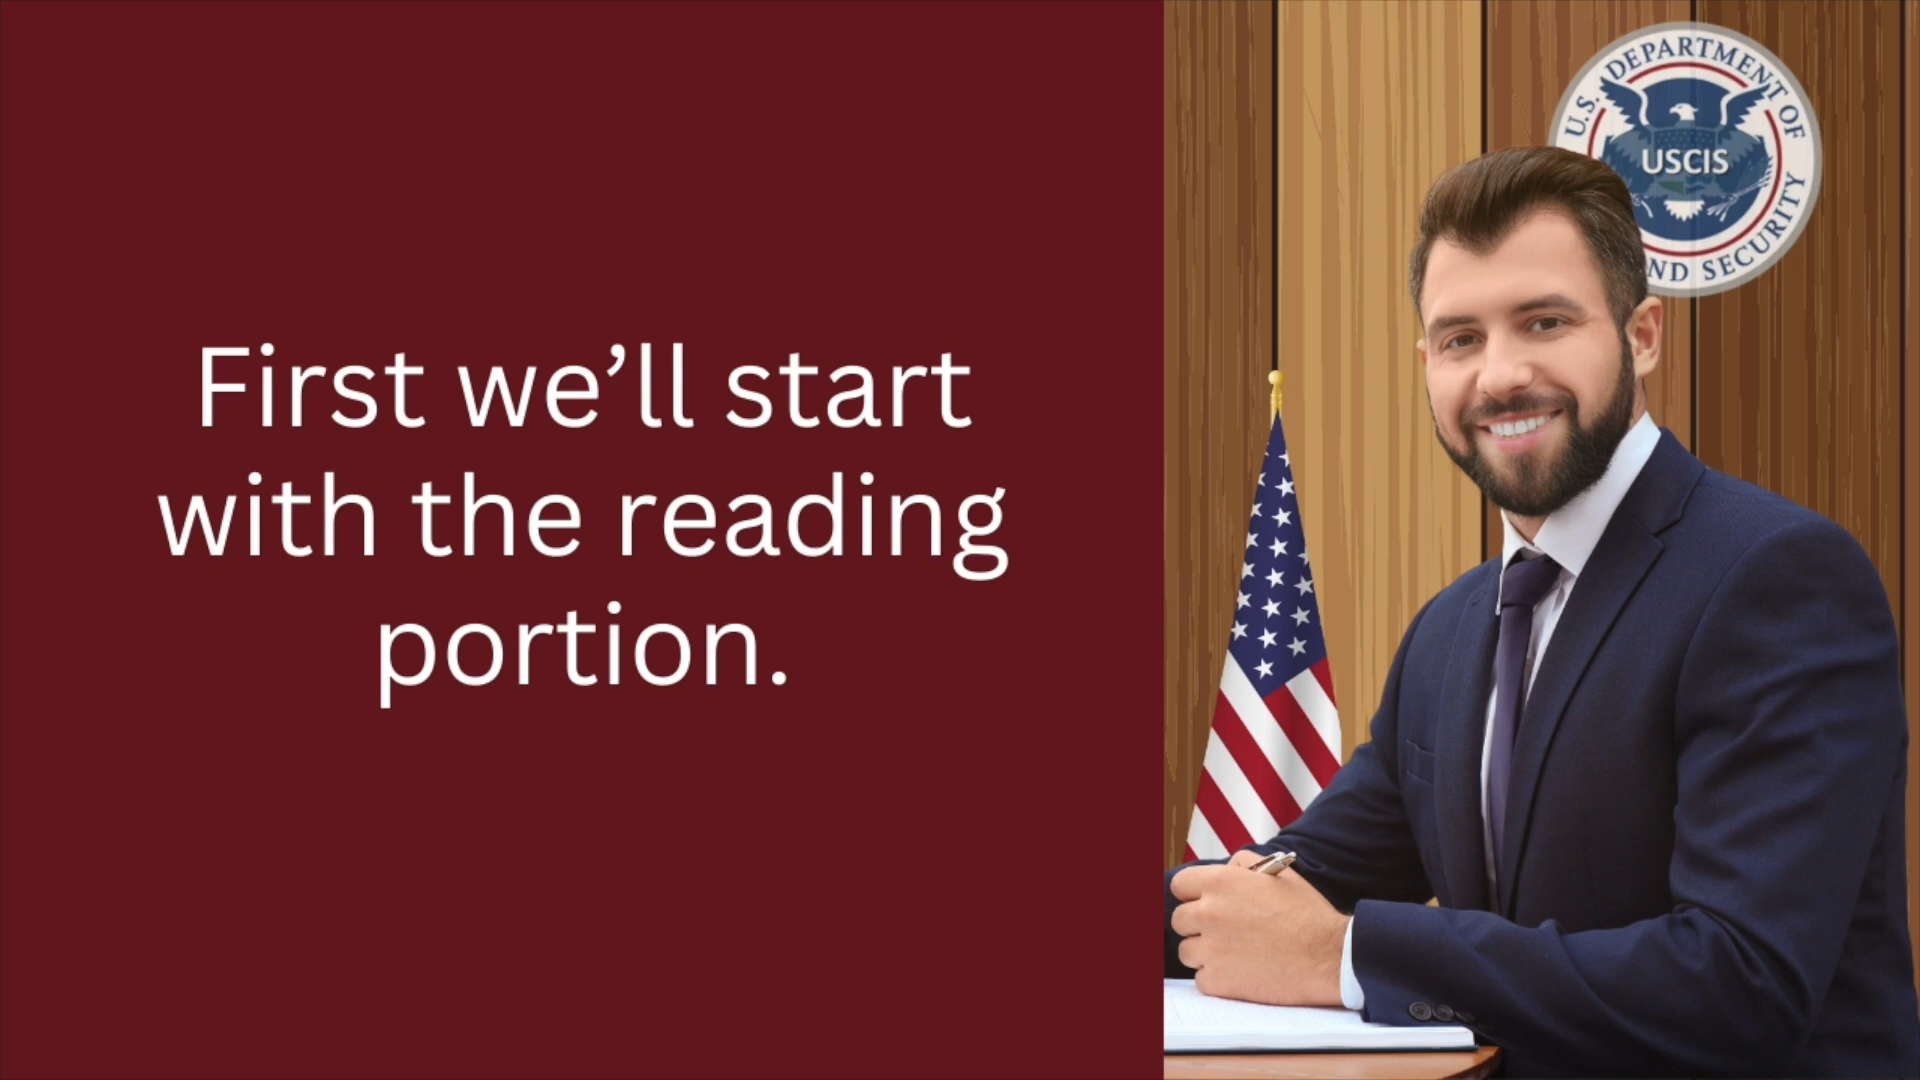 First we’ll start
with the reading
portion.
U.S. DEPARTMENT OF
ND SECURITY
USCIS